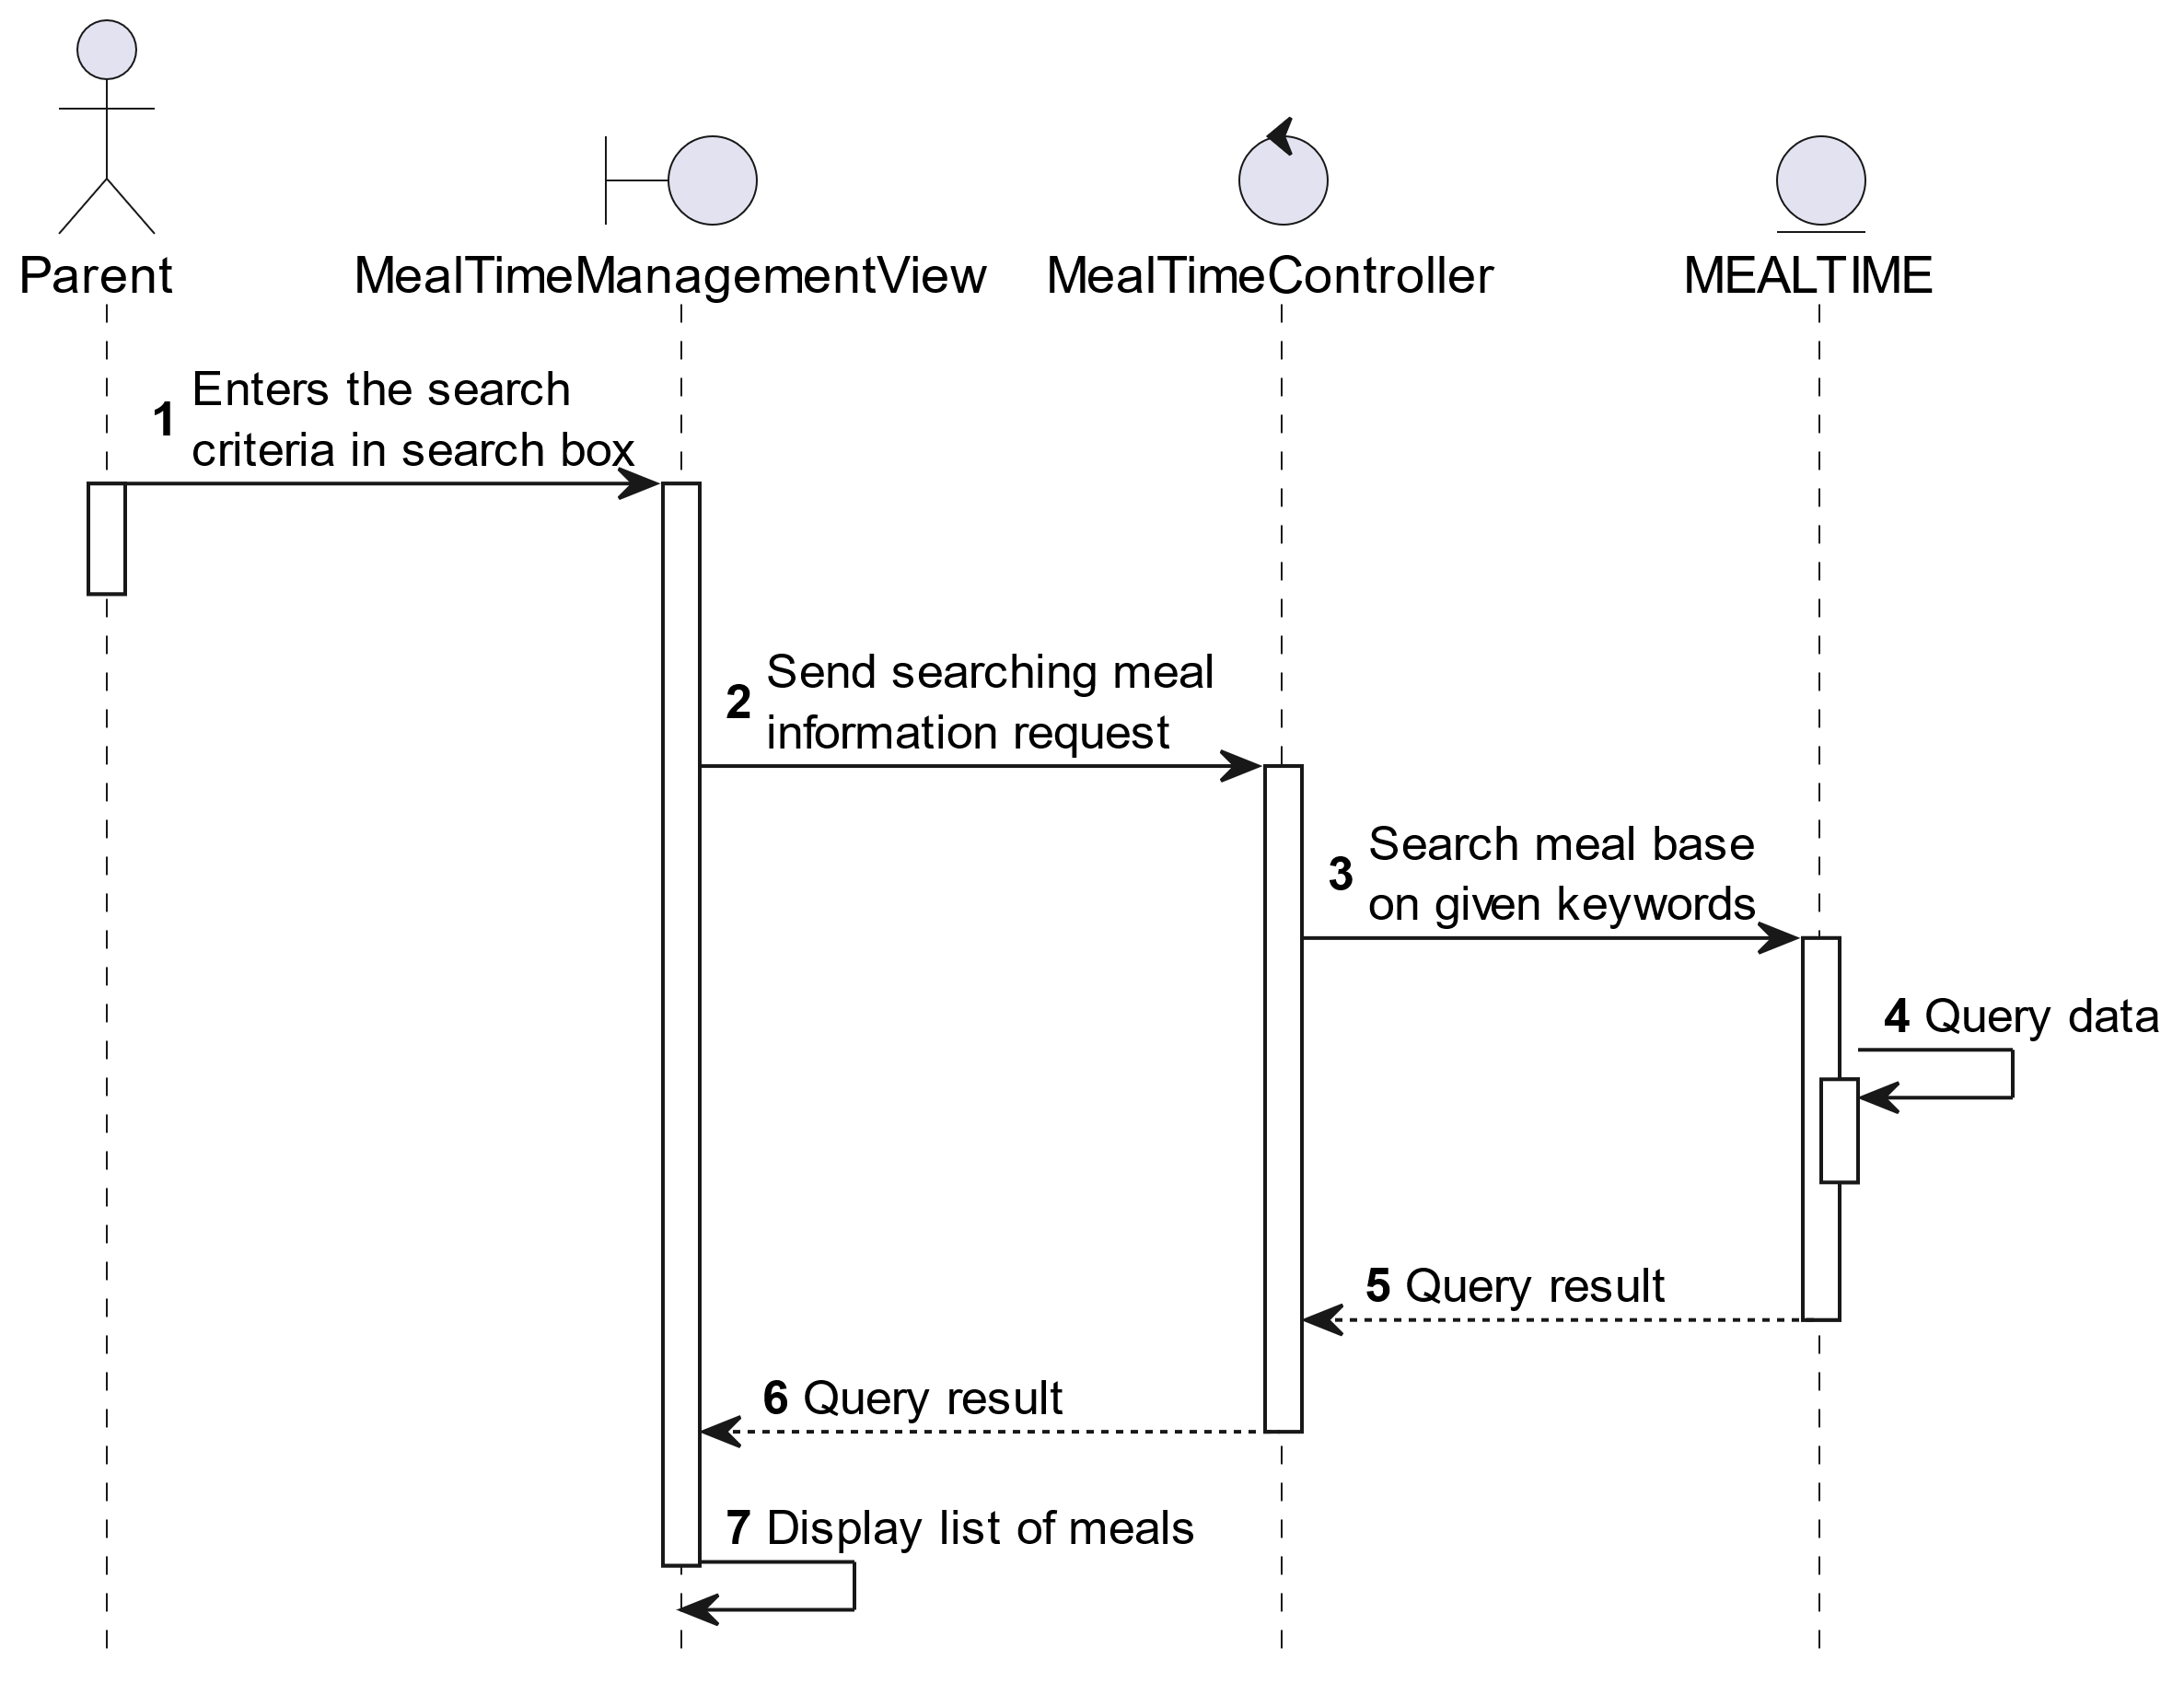 Parent
MealTimeManagementView
MealTimeController
MEALTIME
1 Enters the search
criteria in search box
2 Send searching meal
information request
3 Search meal base
on given keywords
4 Query data
5 Query result
6 Query result
7 Display list of meals